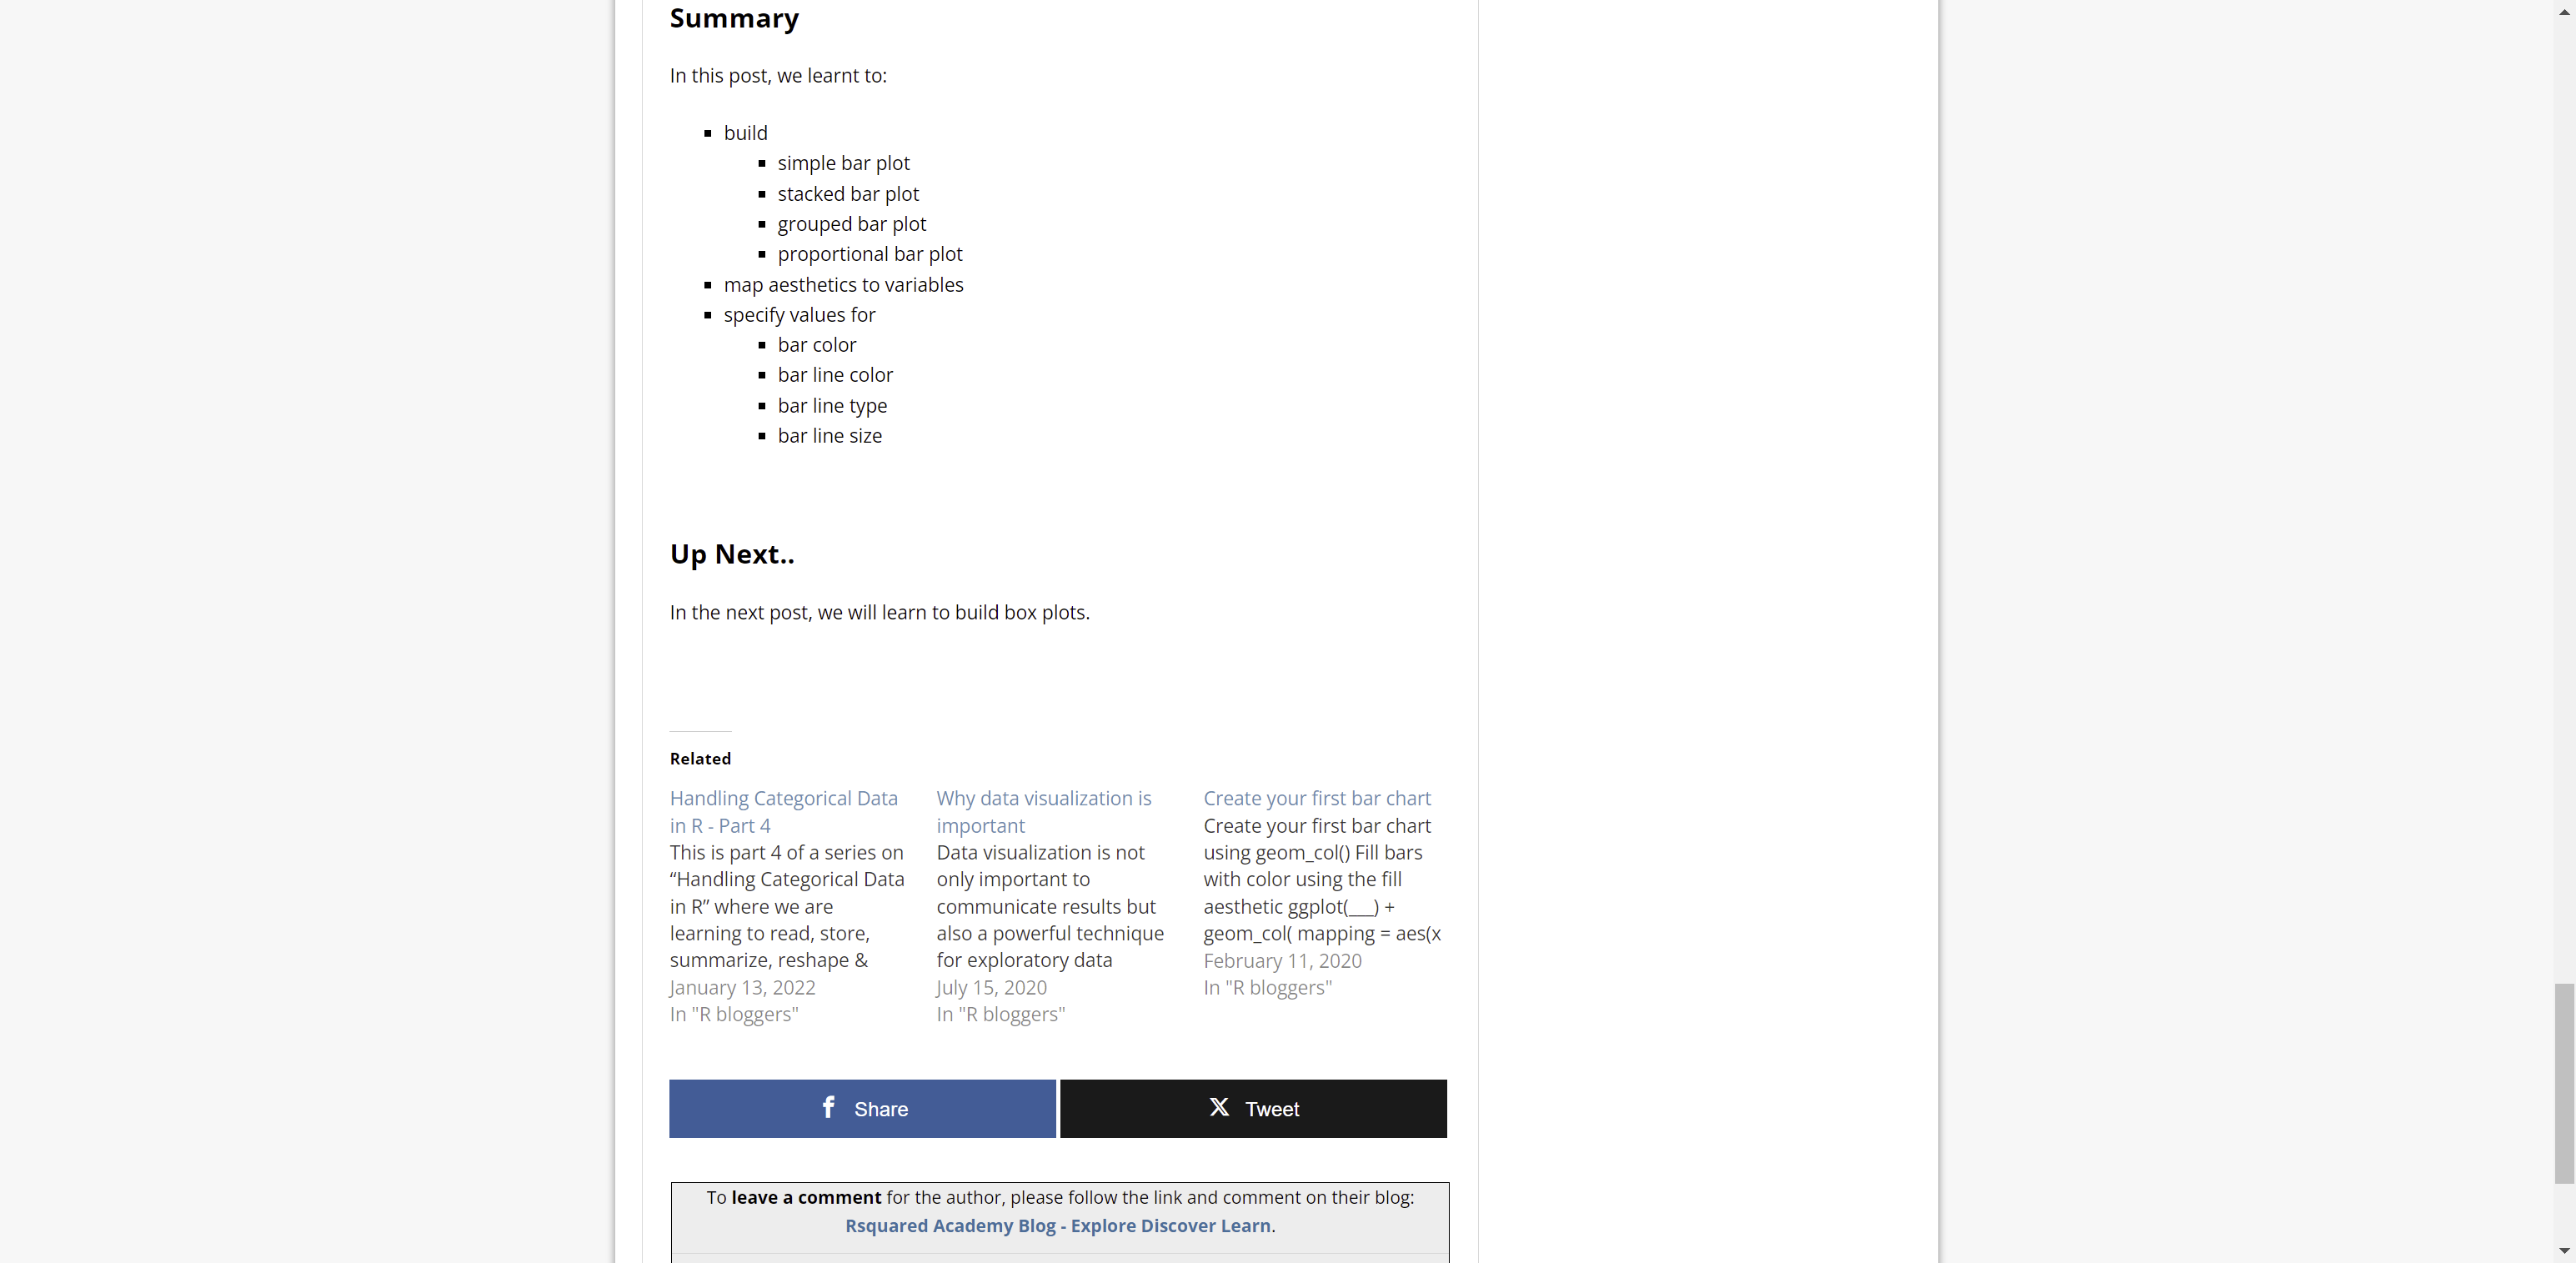 Summary
In this post, we learnt to:
build
simple bar plot
stacked bar plot
grouped bar plot
proportional bar plot
map aesthetics to variables
specify values for
bar color
bar line color
bar line type
bar line size
Up Next..
In the next post, we will learn to build box plots.
Related
Handling Categorical Data
in R - Part 4
This is part 4 of a series on
“Handling Categorical Data
in R” where we are
learning to read, store,
summarize, reshape &
January 13, 2022
In "R bloggers"
Why data visualization is
important
Data visualization is not
only important to
communicate results but
also a powerful technique
for exploratory data
July 15, 2020
In "R bloggers"
Create your first bar chart
Create your first bar chart
using geom_col() Fill bars
with color using the fill
aesthetic ggplot(___) +
geom_col( mapping = aes(x
February 11, 2020
In "R bloggers"
Share
Tweet
To leave a comment for the author, please follow the link and comment on their blog:
Rsquared Academy Blog - Explore Discover Learn.